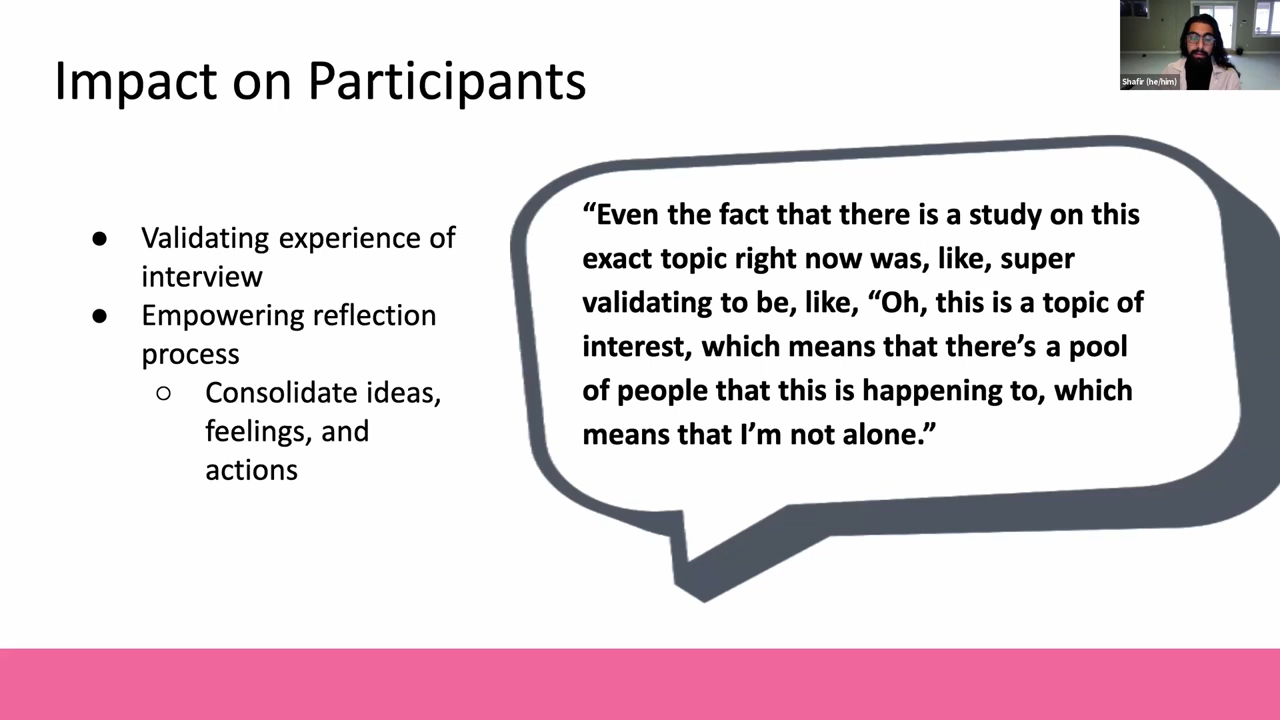 Impact on Participants
Shafir (he/him)
● Validating experience of
interview
● Empowering reflection
process
○ Consolidate ideas,
feelings, and
actions
“Even the fact that there is a study on this
exact topic right now was, like, super
validating to be, like, “Oh, this is a topic of
interest, which means that there’s a pool
of people that this is happening to, which
means that I’m not alone.”